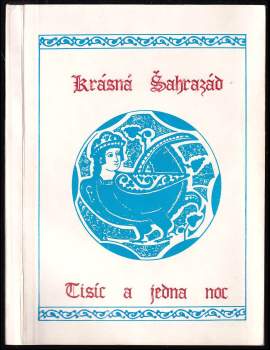 Krásná Šahrazád
Tisíc a jedna noc